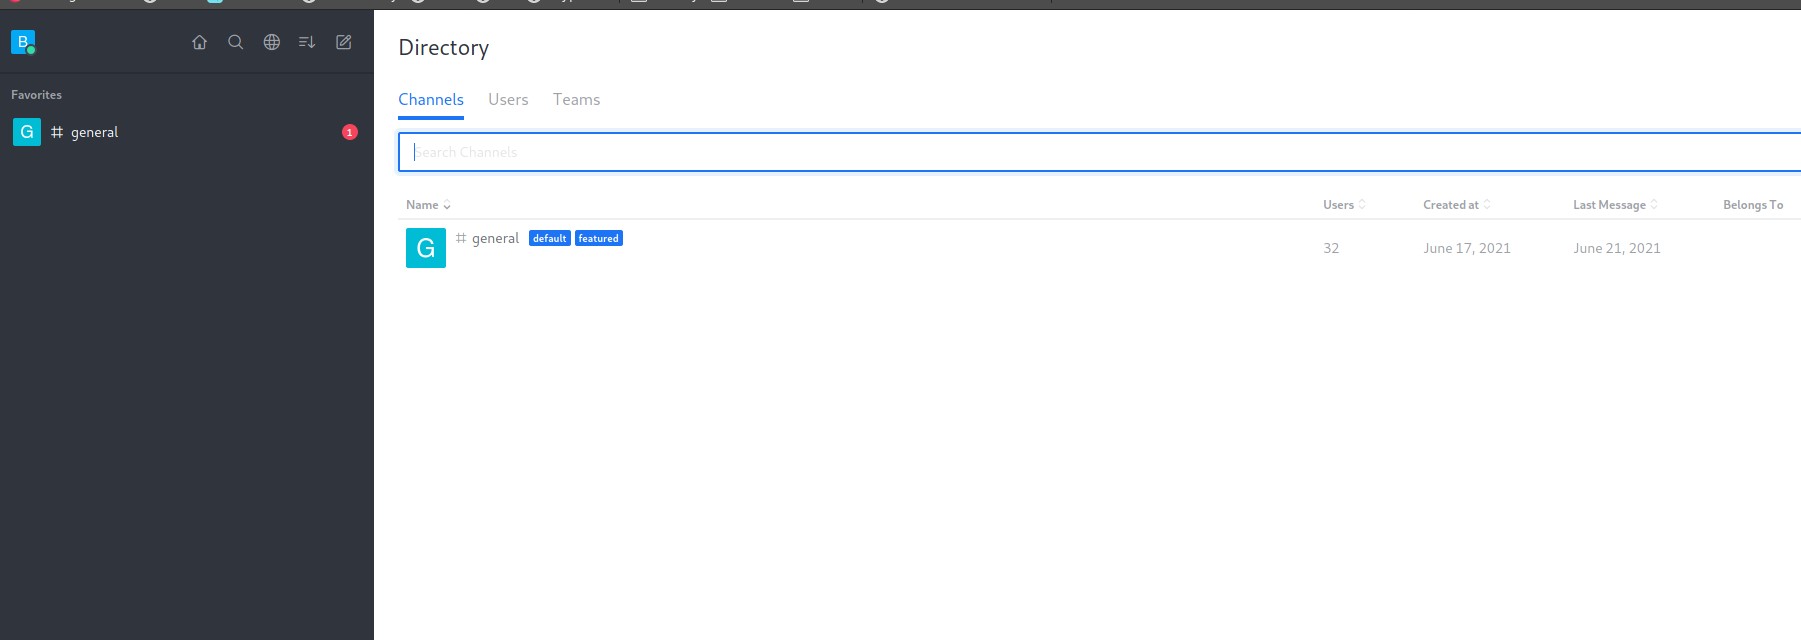 B
Favorites
G # general 1
Directory
Channels Users Teams
Search Channels
Name Users Created at Last Message Belongs To
G # general default featured
32 June 17, 2021 June 21, 2021